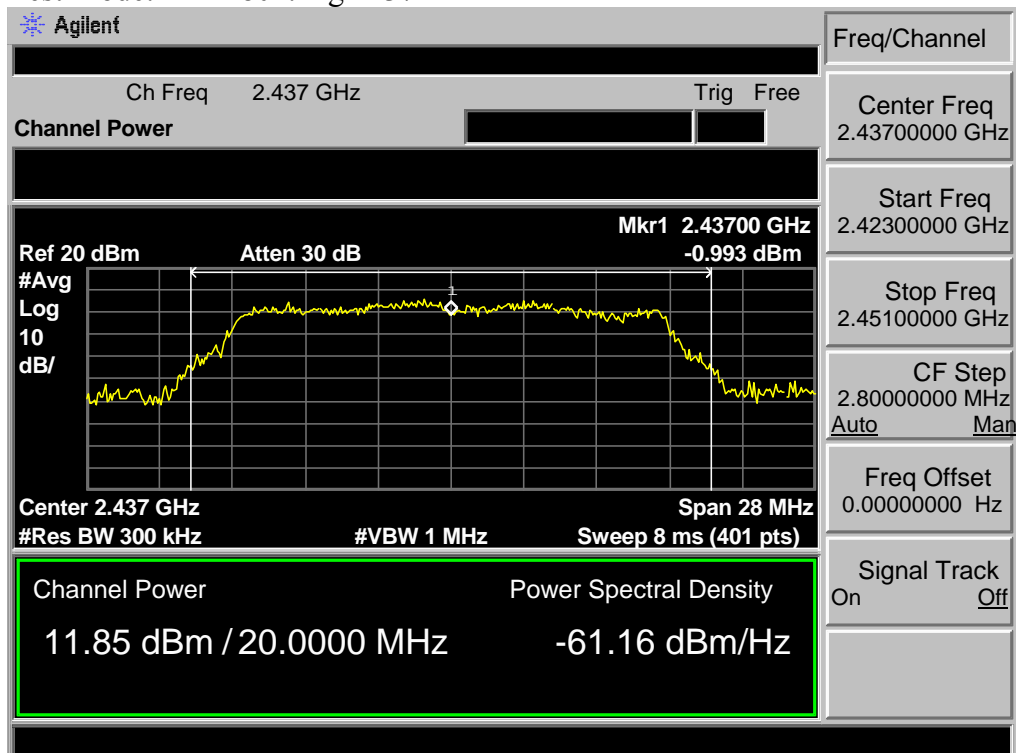 Agilent
Freq/Channel
Ch Freq 2.437 GHz Trig Free
Channel Power
Center Freq
2.43700000 GHz
Start Freq
2.42300000 GHz
Stop Freq
2.45100000 GHz
CF Step
2.80000000 MHz
Auto Man
Freq Offset
0.00000000 Hz
Signal Track
On Off
Mkr1 2.43700 GHz
Ref 20 dBm Atten 30 dB -0.993 dBm
#Avg
Log
10
dB/
1
Center 2.437 GHz Span 28 MHz
#Res BW 300 kHz #VBW 1 MHz Sweep 8 ms (401 pts)
Channel Power Power Spectral Density
11.85 dBm / 20.0000 MHz -61.16 dBm/Hz